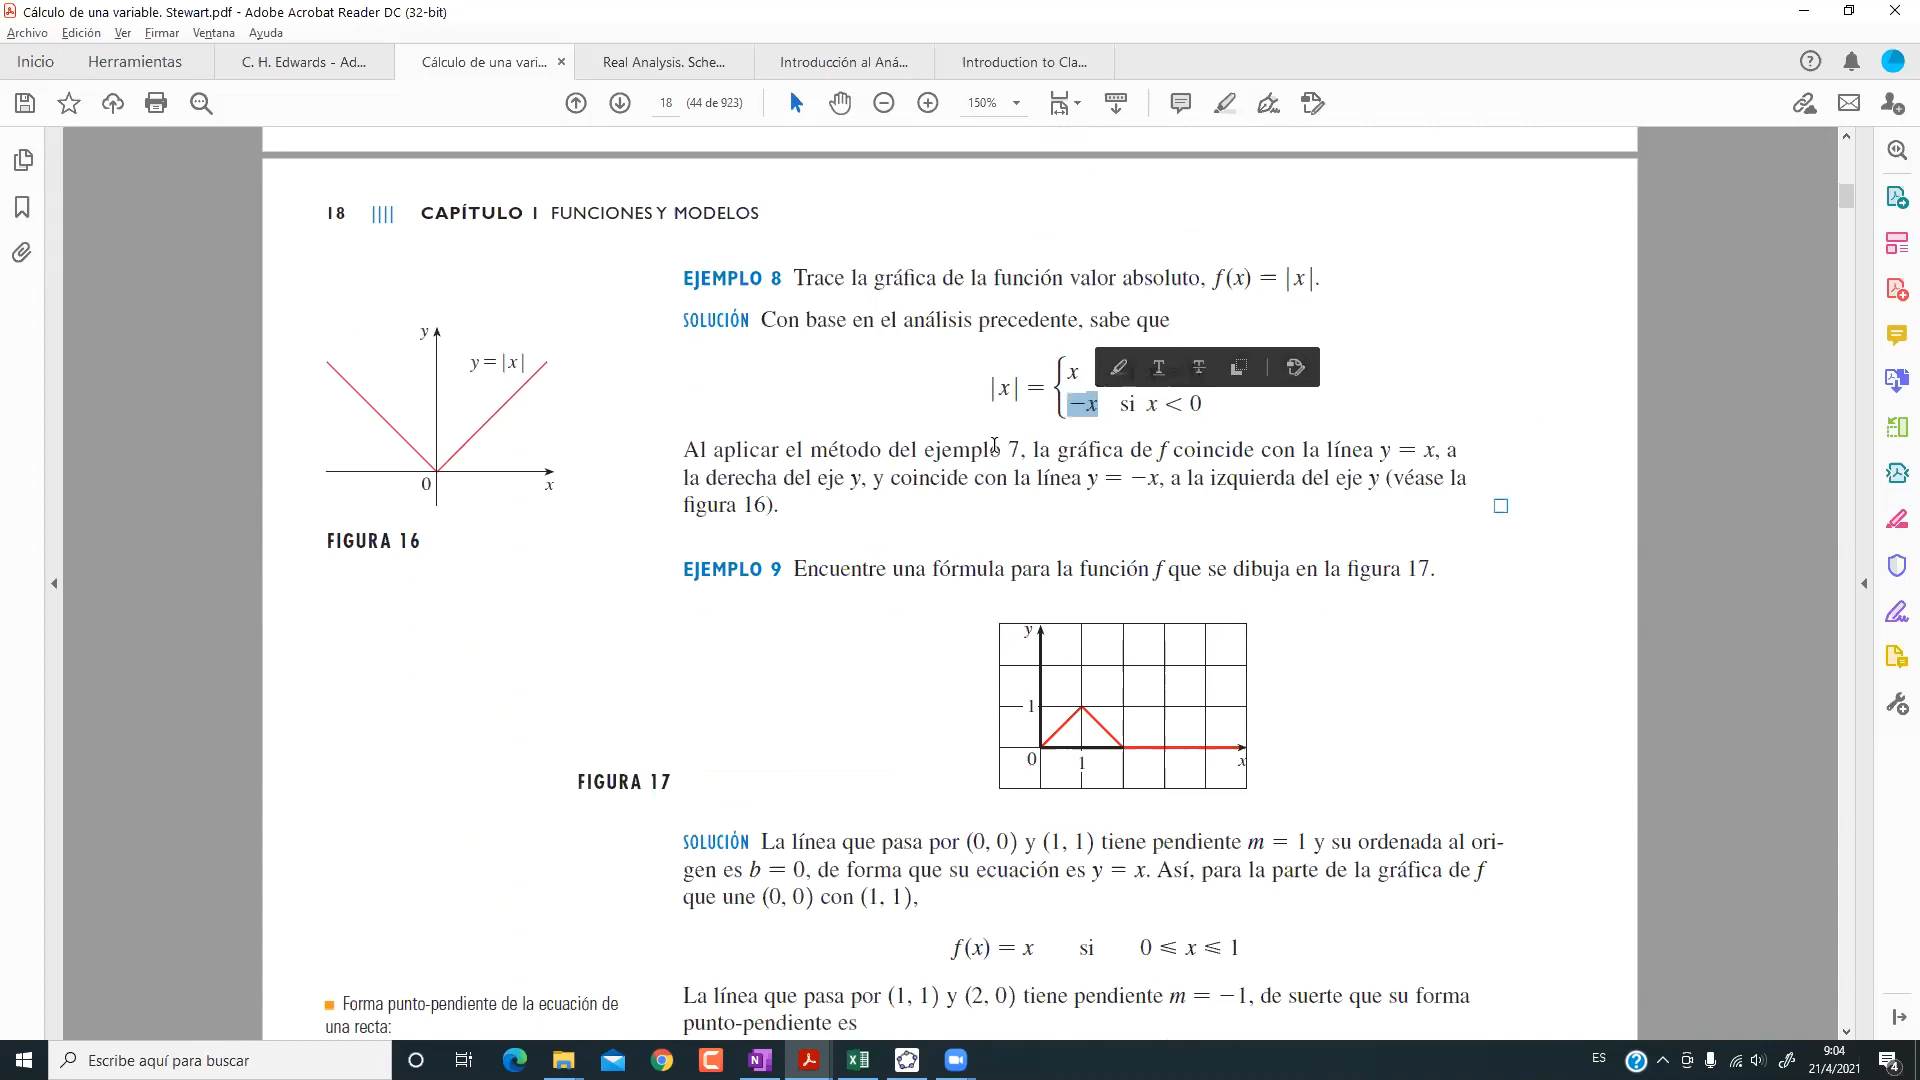 Cálculo de una variable. Stewart.pdf - Adobe Acrobat Reader DC (32-bit)
Archivo Edición Ver Firmar Ventana Ayuda
Inicio Herramientas C. H. Edwards - Ad... Cálculo de una vari... × Real Analysis. Sche... Introducción al Aná... Introduction to Cla...
18 (44 de 923) 150%
18 |||| CAPÍTULO 1 FUNCIONES Y MODELOS
EJEMPLO 8 Trace la gráfica de la función valor absoluto, f(x) = |x|.
SOLUCIÓN Con base en el análisis precedente, sabe que
|x| = { x
−x si x < 0
y
y = |x|
0 x
FIGURA 16
Al aplicar el método del ejemplo 7, la gráfica de f coincide con la línea y = x, a
la derecha del eje y, y coincide con la línea y = −x, a la izquierda del eje y (véase la
figura 16).
EJEMPLO 9 Encuentre una fórmula para la función f que se dibuja en la figura 17.
y
1
0 1 x
FIGURA 17
SOLUCIÓN La línea que pasa por (0, 0) y (1, 1) tiene pendiente m = 1 y su ordenada al ori-
gen es b = 0, de forma que su ecuación es y = x. Así, para la parte de la gráfica de f
que une (0, 0) con (1, 1),
f(x) = x si 0 ⩽ x ⩽ 1
Forma punto-pendiente de la ecuación de
una recta:
La línea que pasa por (1, 1) y (2, 0) tiene pendiente m = −1, de suerte que su forma
punto-pendiente es
Escribe aquí para buscar
ES
9:04
21/4/2021
4